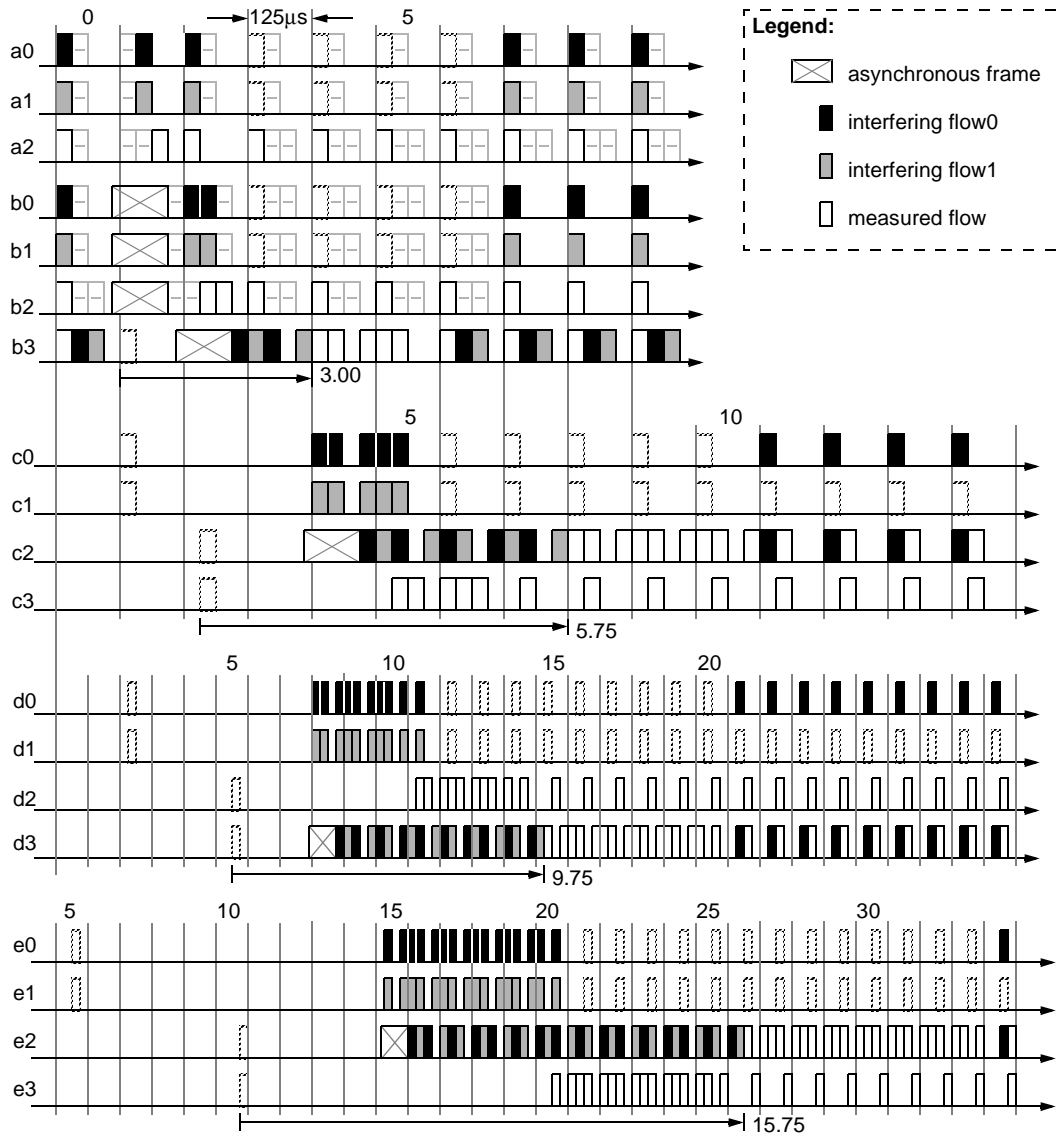 0
125μs
5
Legend:
asynchronous frame
interfering flow0
interfering flow1
measured flow
a0
a1
a2
b0
b1
b2
b3
3.00
5
10
c0
c1
c2
c3
5.75
5
10
15
20
d0
d1
d2
d3
9.75
5
10
15
20
25
30
e0
e1
e2
e3
15.75